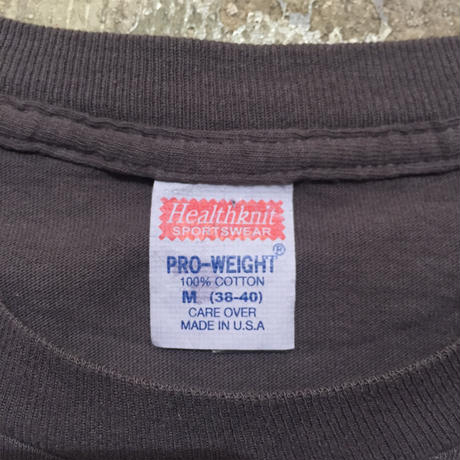 Healthknit
SPORTSWEAR
PRO-WEIGHT®
100% COTTON
M (38-40)
CARE OVER
MADE IN U.S.A